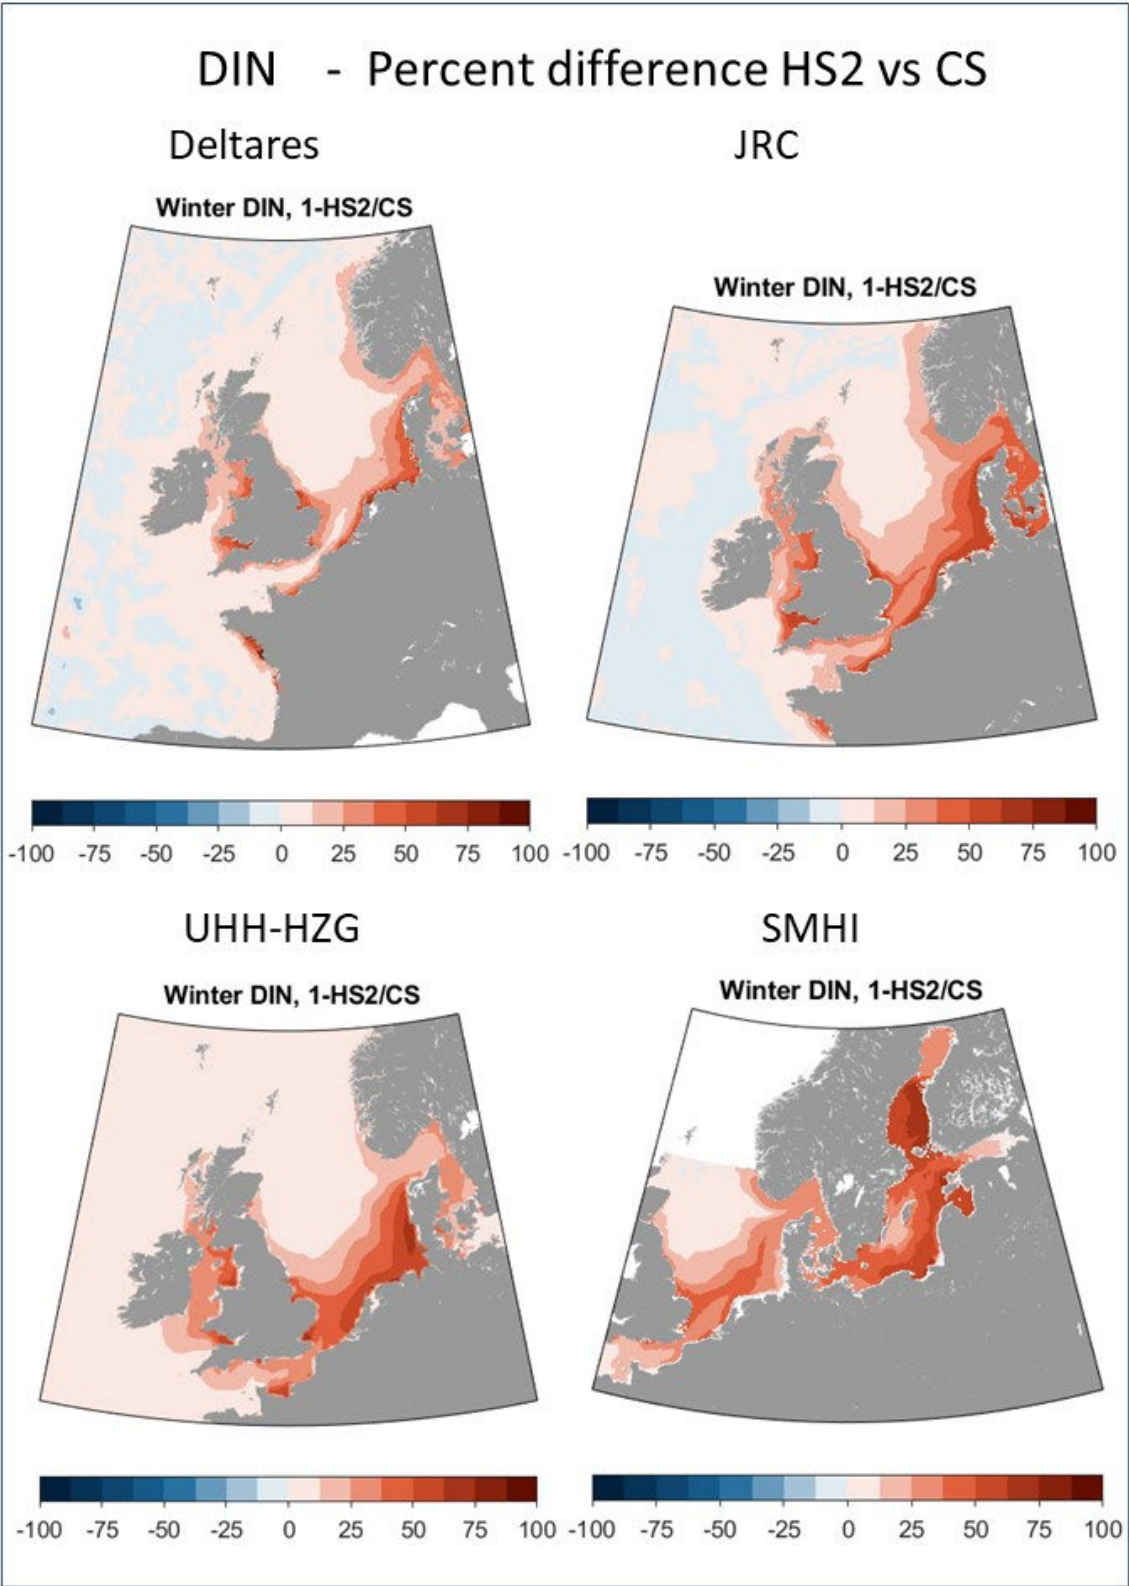 DIN - Percent difference HS2 vs CS
Deltares
JRC
Winter DIN, 1-HS2/CS
Winter DIN, 1-HS2/CS
-100 -75 -50 -25 0 25 50 75 100
-100 -75 -50 -25 0 25 50 75 100
UHH-HZG
SMHI
Winter DIN, 1-HS2/CS
Winter DIN, 1-HS2/CS
-100 -75 -50 -25 0 25 50 75 100
-100 -75 -50 -25 0 25 50 75 100